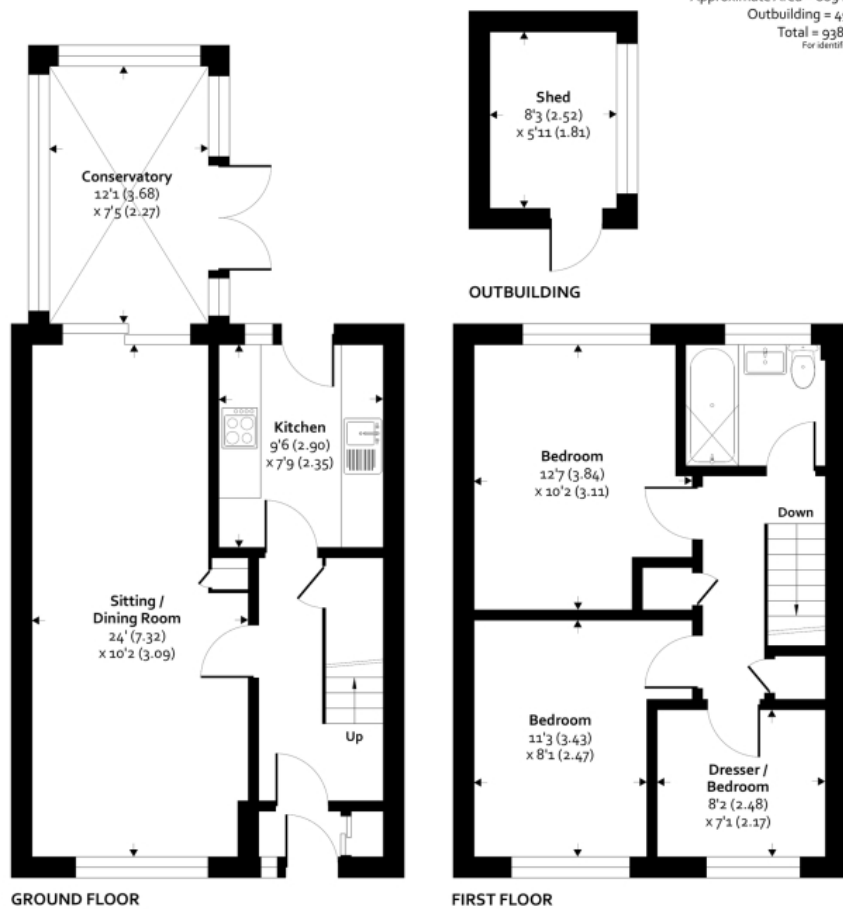 Outbuilding =
Total = 938
For
Shed
8'3 (2.52)
x 5'11 (1.81)
OUTBUILDING
Conservatory
12'1 (3.68)
x 7'5 (2.27)
Kitchen
9'6 (2.90)
x 7'9 (2.35)
Sitting /
Dining Room
24' (7.32)
x 10'2 (3.09)
Up
GROUND FLOOR
Bedroom
12'7 (3.84)
x 10'2 (3.11)
Down
Bedroom
11'3 (3.43)
x 8'1 (2.47)
Dresser /
Bedroom
8'2 (2.48)
x 7'1 (2.17)
FIRST FLOOR